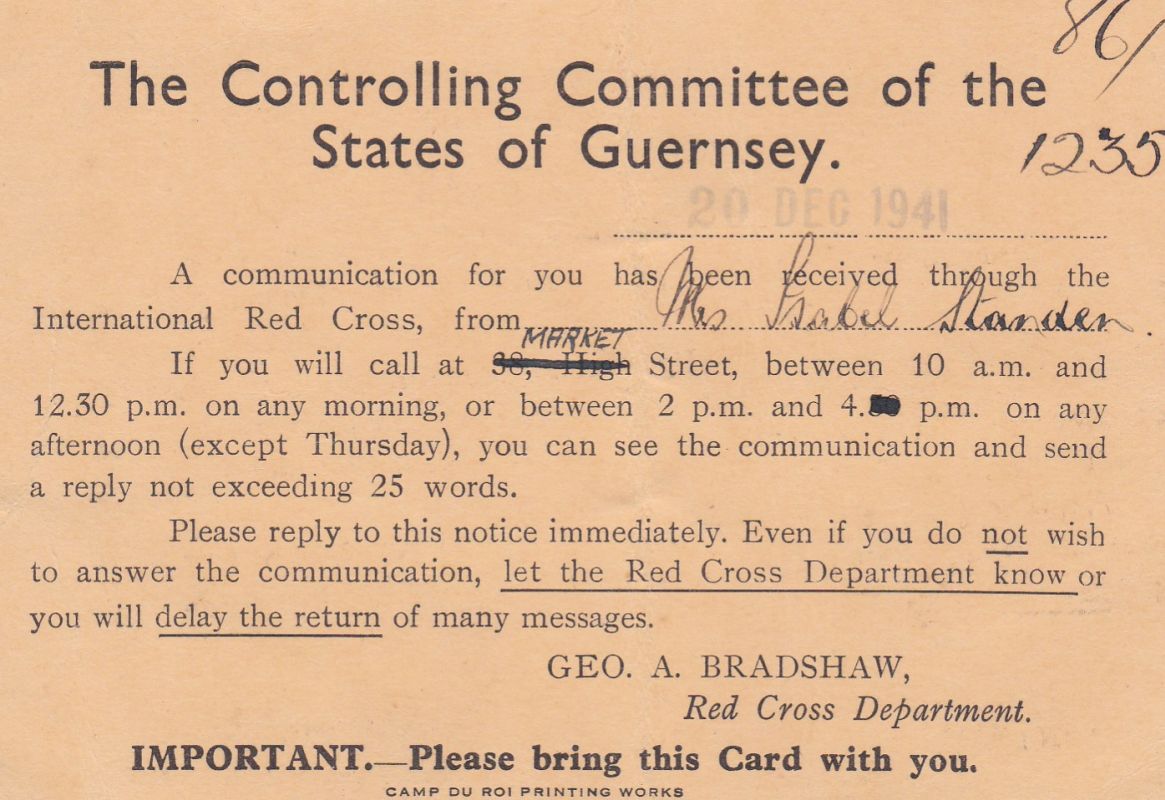 86/
The Controlling Committee of the
States of Guernsey.
1235
20 DEC 1941
A communication for you has been received through the
International Red Cross, from Mrs Isabel Standen.
MARKET
If you will call at 38, High Street, between 10 a.m. and
12.30 p.m. on any morning, or between 2 p.m. and 4. p.m. on any
afternoon (except Thursday), you can see the communication and send
a reply not exceeding 25 words.
Please reply to this notice immediately. Even if you do not wish
to answer the communication, let the Red Cross Department know or
you will delay the return of many messages.
GEO. A. BRADSHAW,
Red Cross Department.
IMPORTANT.—Please bring this Card with you.
CAMP DU ROI PRINTING WORKS